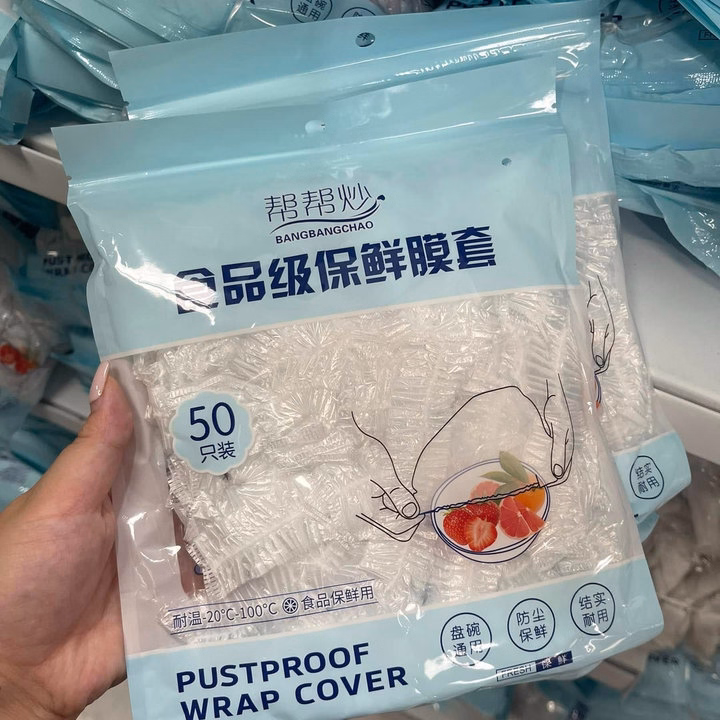 帮帮炒
BANGBANGCHAO
食品级保鲜膜套
50
只装
耐温-20°C-100°C 食品保鲜用
盘碗
通用
防尘
保鲜
结实
耐用
FRESH 保鲜
PUSTPROOF
WRAP COVER
结实
耐用